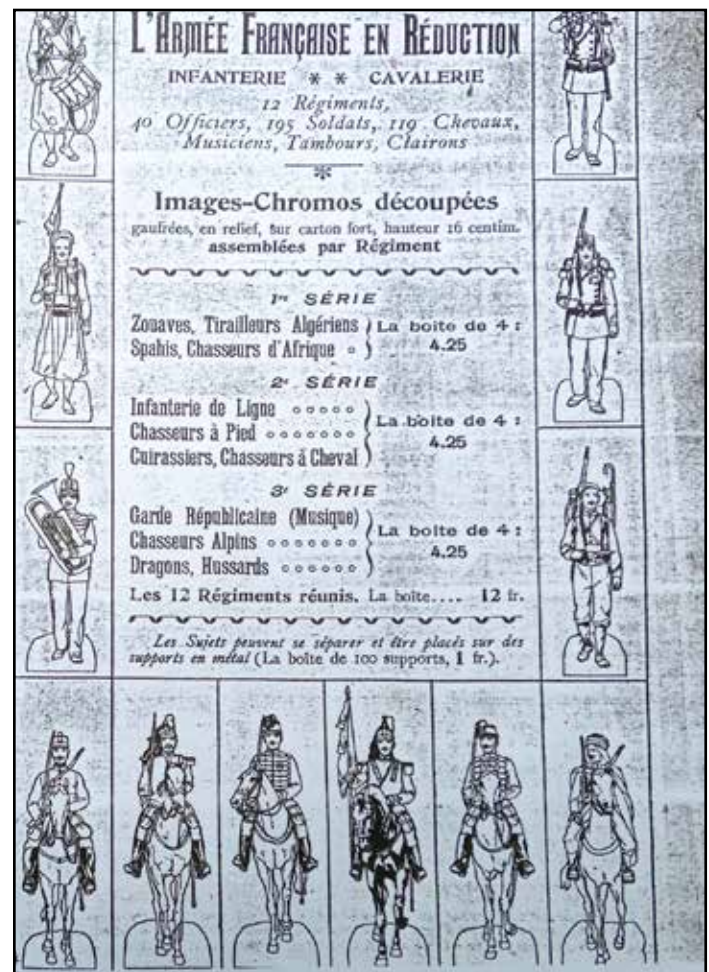 L'ARMÉE FRANÇAISE EN RÉDUCTION
INFANTERIE * * CAVALERIE
12 Régiments,
40 Officiers, 195 Soldats, 119 Chevaux,
Musiciens, Tambours, Clairons
*
Images-Chromos découpées
gaufrées, en relief, sur carton fort, hauteur 16 centim.
assemblées par Régiment
1re SÉRIE
Zouaves, Tirailleurs Algériens } La boite de 4 :
Spahis, Chasseurs d'Afrique } 4.25
2e SÉRIE
Infanterie de Ligne
Chasseurs à Pied } La boite de 4 :
Cuirassiers, Chasseurs à Cheval } 4.25
3e SÉRIE
Garde Républicaine (Musique)
Chasseurs Alpins } La boite de 4 :
Dragons, Hussards } 4.25
Les 12 Régiments réunis. La boîte.... 12 fr.
Les Sujets peuvent se séparer et être placés sur des
supports en métal (La boîte de 100 supports, 1 fr.).